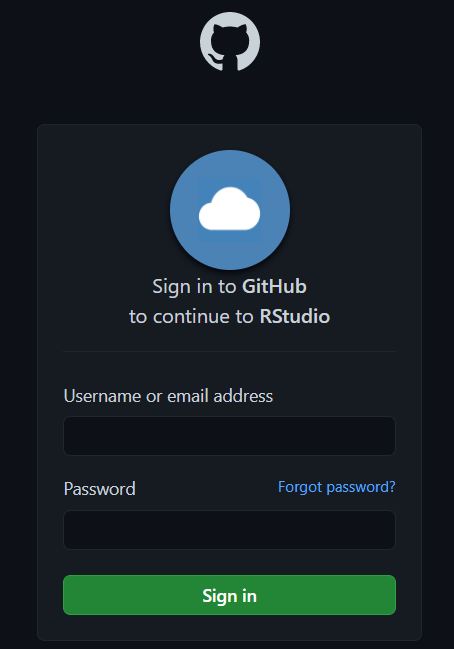 Sign in to GitHub
to continue to RStudio
Username or email address
Password Forgot password?
Sign in